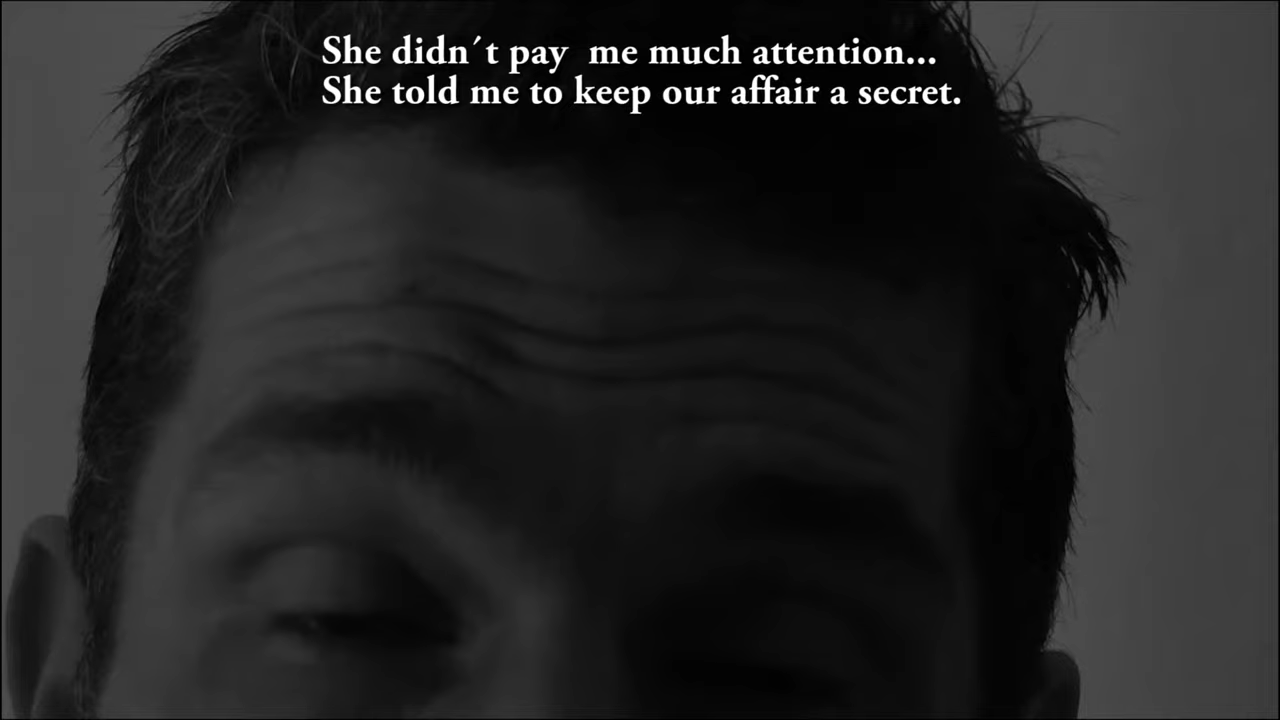 She didn´t pay  me much attention...
She told me to keep our affair a secret.